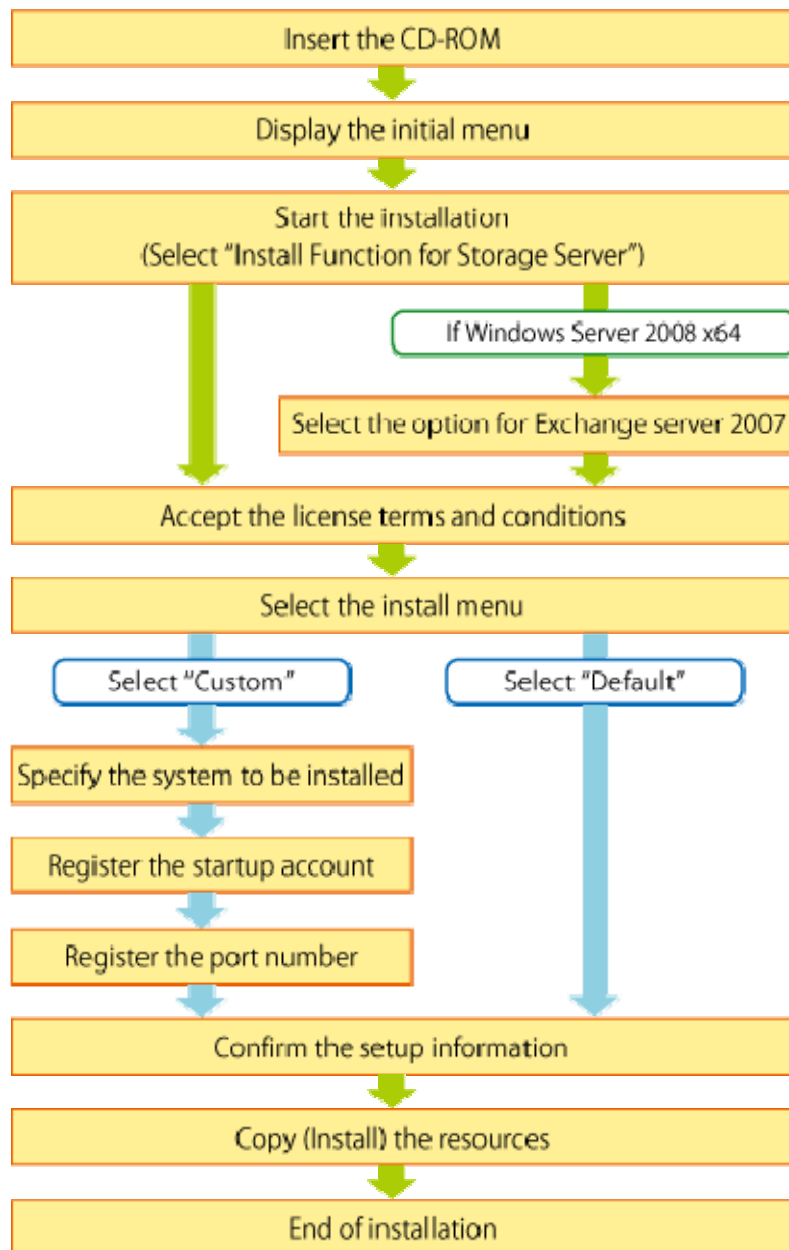 Insert the CD-ROM
Display the initial menu
Start the installation
(Select "Install Function for Storage Server")
If Windows Server 2008 x64
Select the option for Exchange server 2007
Accept the license terms and conditions
Select the install menu
Select "Custom"
Select "Default"
Specify the system to be installed
Register the startup account
Register the port number
Confirm the setup information
Copy (Install) the resources
End of installation